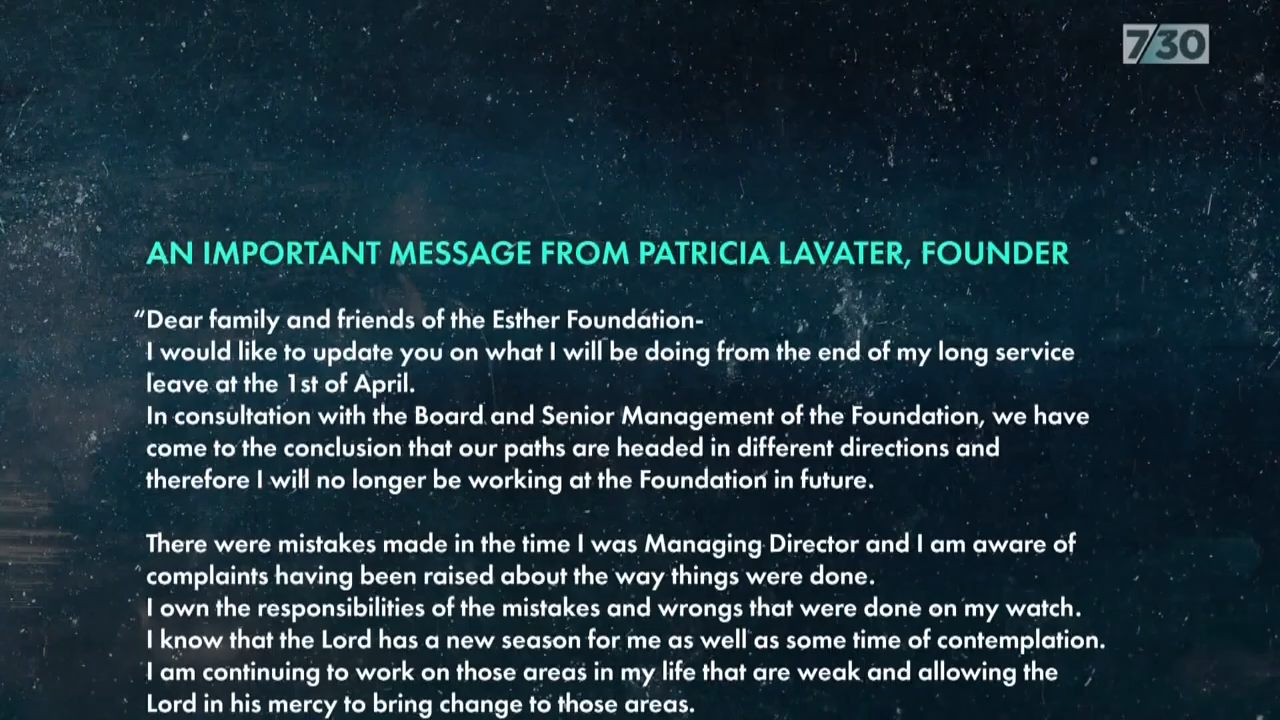 7/30
AN IMPORTANT MESSAGE FROM PATRICIA LAVATER, FOUNDER
“Dear family and friends of the Esther Foundation-
I would like to update you on what I will be doing from the end of my long service
leave at the 1st of April.
In consultation with the Board and Senior Management of the Foundation, we have
come to the conclusion that our paths are headed in different directions and
therefore I will no longer be working at the Foundation in future.
There were mistakes made in the time I was Managing Director and I am aware of
complaints having been raised about the way things were done.
I own the responsibilities of the mistakes and wrongs that were done on my watch.
I know that the Lord has a new season for me as well as some time of contemplation.
I am continuing to work on those areas in my life that are weak and allowing the
Lord in his mercy to bring change to those areas.